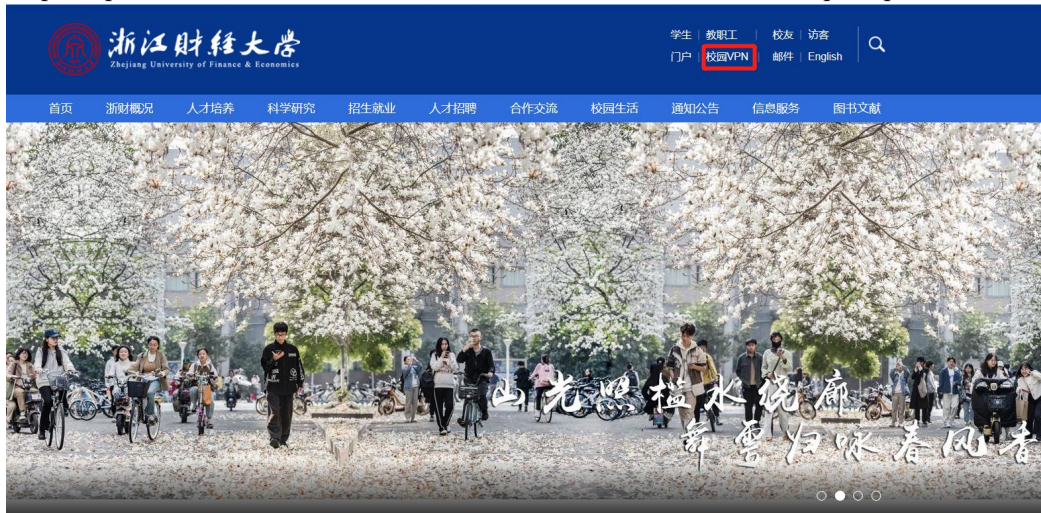 浙江财经大学
Zhejiang University of Finance & Economics
学生 | 教职工 | 校友 | 访客
门户 | 校园VPN | 邮件 | English
首页 浙财概况 人才培养 科学研究 招生就业 人才招聘 合作交流 校园生活 通知公告 信息服务 图书文献
山光照槛水绕廊
舞雩归咏春风香